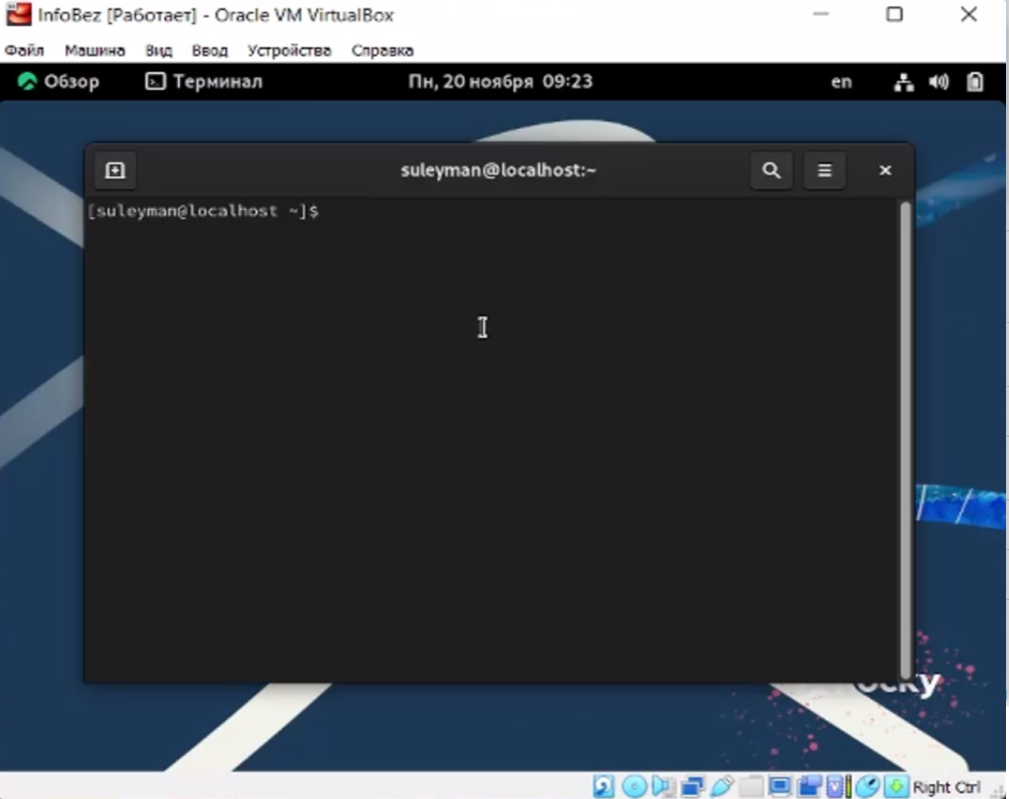 InfoBez [Работает] - Oracle VM VirtualBox
Файл Машина Вид Ввод Устройства Справка
Обзор Терминал Пн, 20 ноября 09:23 en
suleyman@localhost:~
[suleyman@localhost ~]$
Right Ctrl